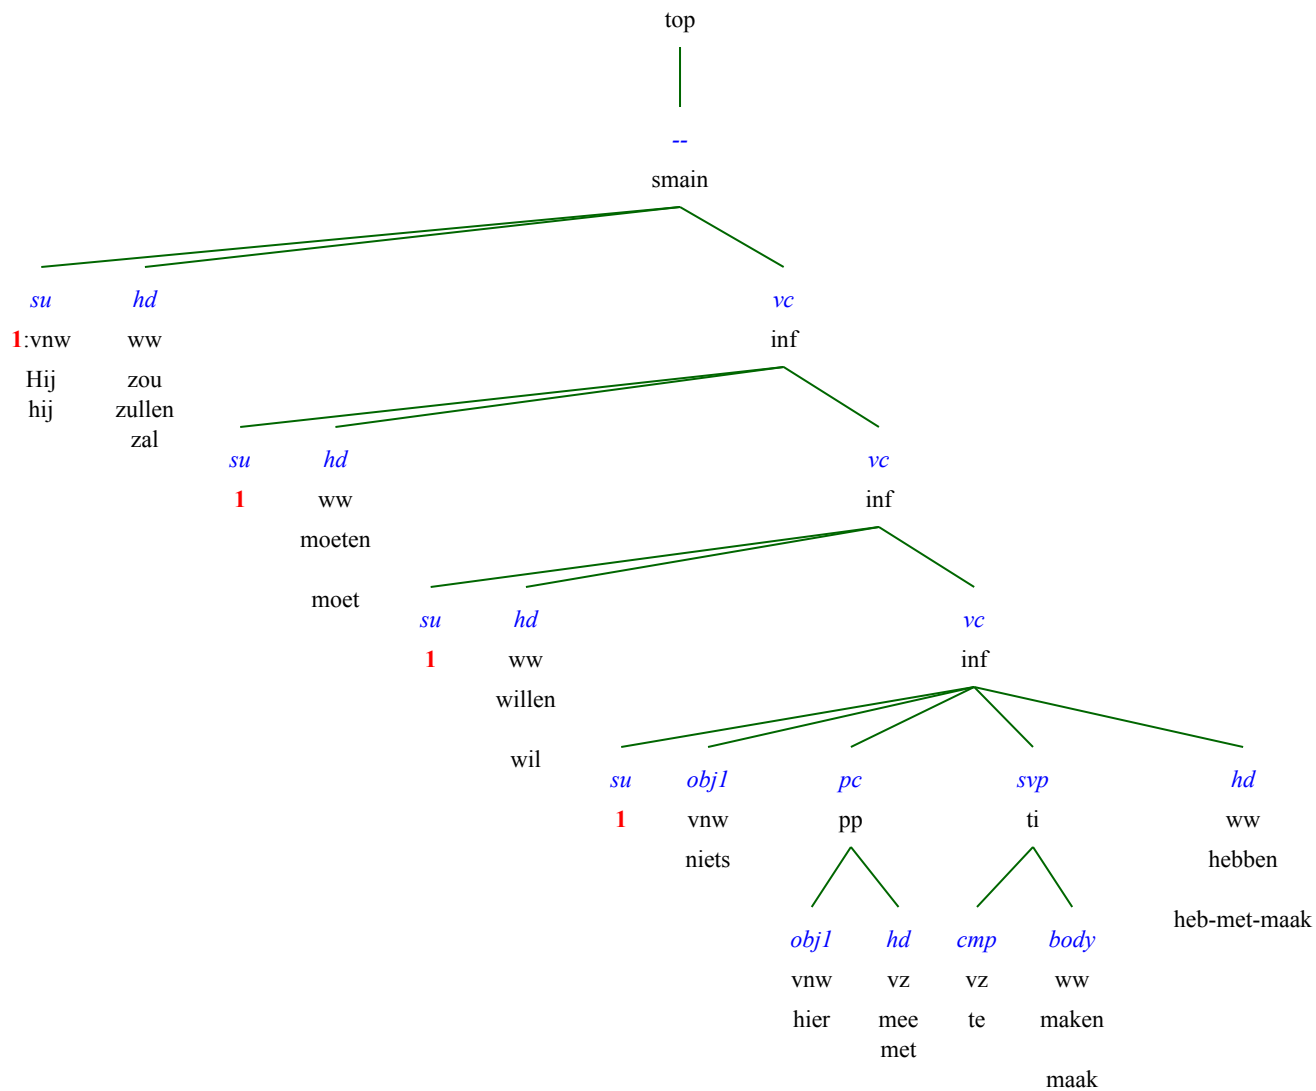 top
--
smain
su hd vc
1:vnw ww inf
Hij zou
hij zullen
zal
su hd vc
1 ww inf
moeten
moet
su hd vc
1 ww inf
willen
wil
su obj1 pc svp hd
1 vnw pp ti ww
niets hebben
heb-met-maak
obj1 hd cmp body
vnw vz vz ww
hier mee te maken
met
maak